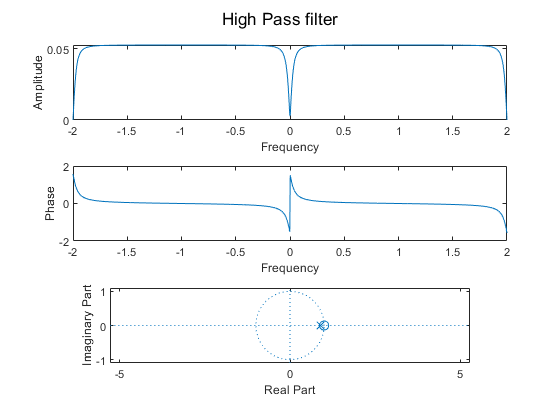 High Pass filter
Amplitude
0.05
0
-2 -1.5 -1 -0.5 0 0.5 1 1.5 2
Frequency
Phase
2
0
-2
-2 -1.5 -1 -0.5 0 0.5 1 1.5 2
Frequency
Imaginary Part
1
0
-1
-5 0 5
Real Part